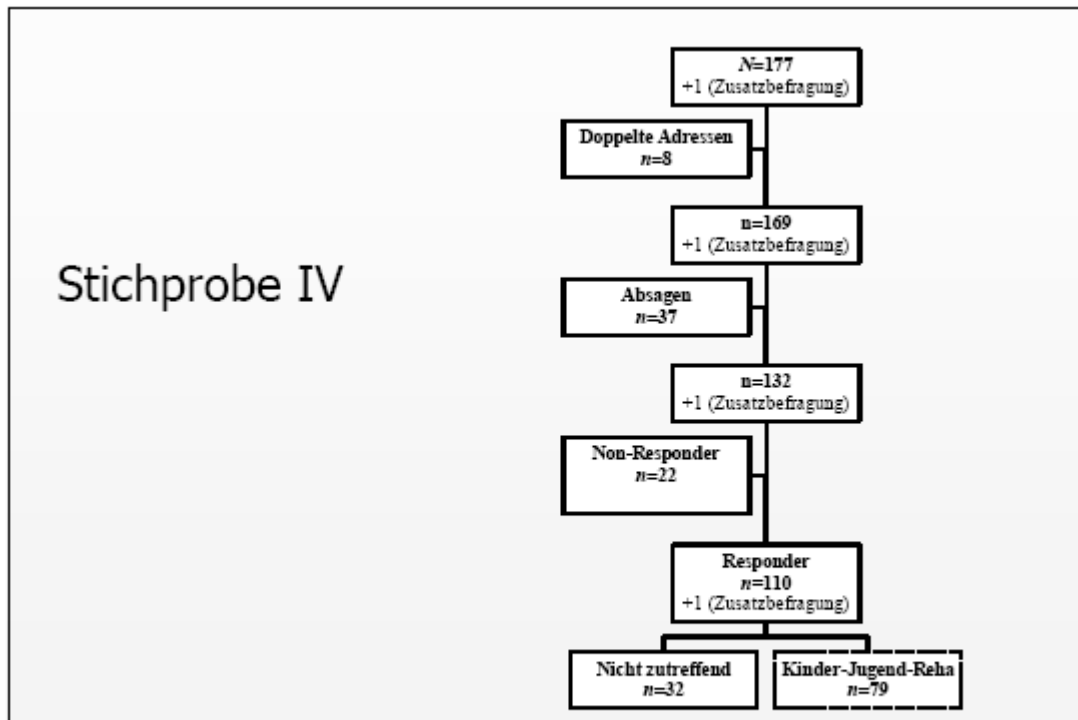 N=177
+1 (Zusatzbefragung)
Doppelte Adressen
n=8
n=169
+1 (Zusatzbefragung)
Stichprobe IV
Absagen
n=37
n=132
+1 (Zusatzbefragung)
Non-Responder
n=22
Responder
n=110
+1 (Zusatzbefragung)
Nicht zutreffend
n=32
Kinder-Jugend-Reha
n=79